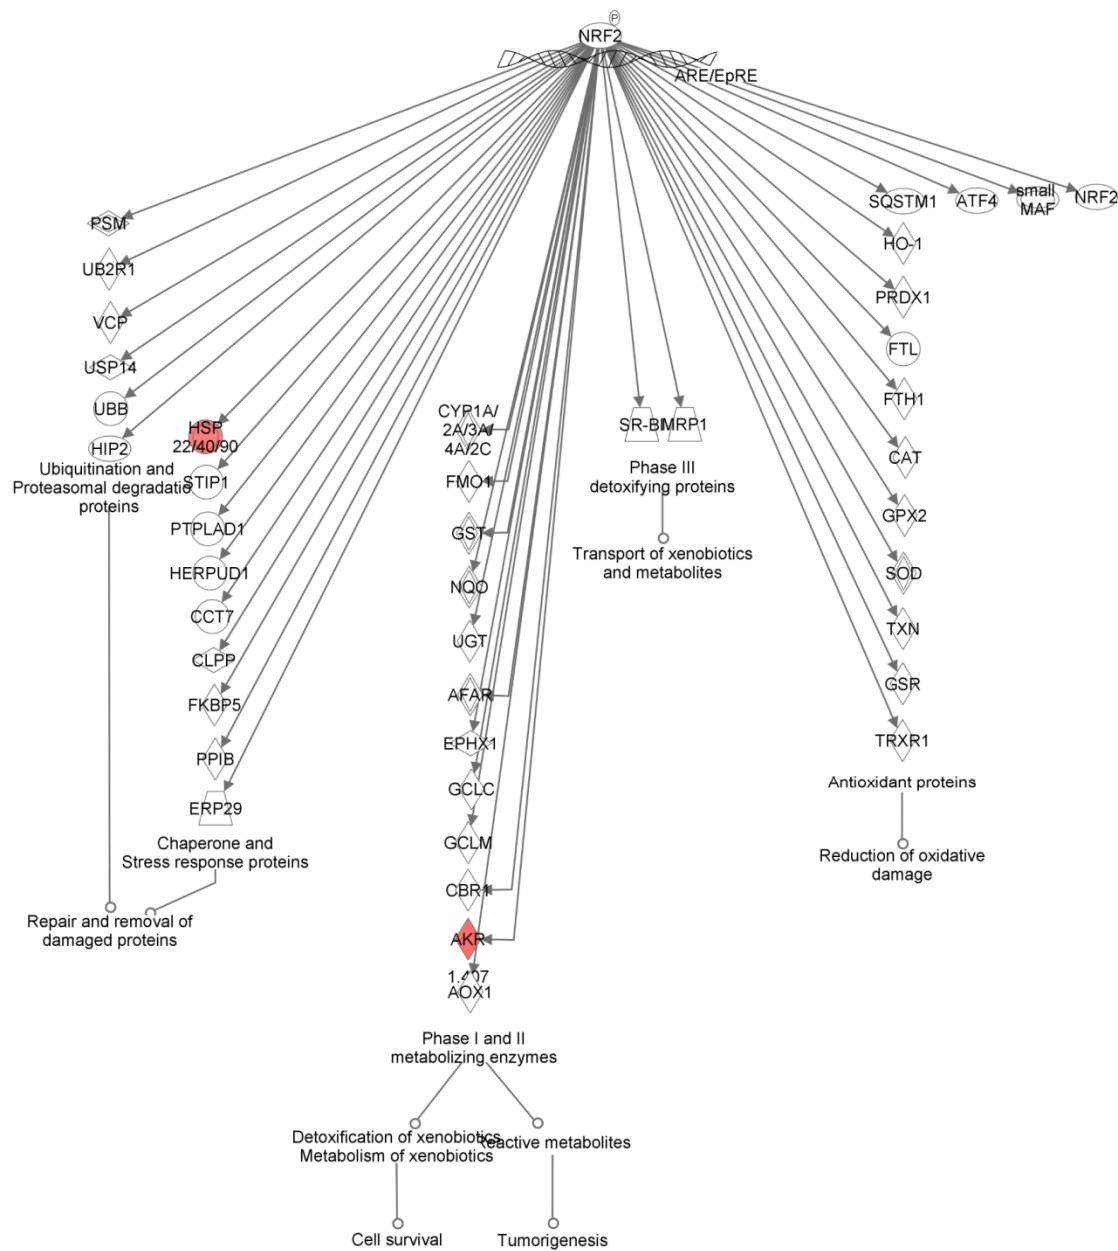 P
NRF2
ARE/EpRE
PSM
UB2R1
VCP
USP14
UBB
HIP2
Ubiquitination and
Proteasomal degradatio
proteins
HSP
22/40/90
STIP1
PTPLAD1
HERPUD1
CCT7
CLPP
FKBP5
PPIB
ERP29
Chaperone and
Stress response proteins
Repair and removal of
damaged proteins
CYP1A/
2A/3A/
4A/2C
FMO1
GST
NQO
UGT
AFAR
EPHX1
GCLC
GCLM
CBR1
AKR
AOX1
Phase I and II
metabolizing enzymes
Detoxification of xenobiotics
Metabolism of xenobiotics
Reactive metabolites
Cell survival
Tumorigenesis
SR-BI
MRP1
Phase III
detoxifying proteins
Transport of xenobiotics
and metabolites
SQSTM1
ATF4
small
MAF
NRF2
HO-1
PRDX1
FTL
FTH1
CAT
GPX2
SOD
TXN
GSR
TRXR1
Antioxidant proteins
Reduction of oxidative
damage